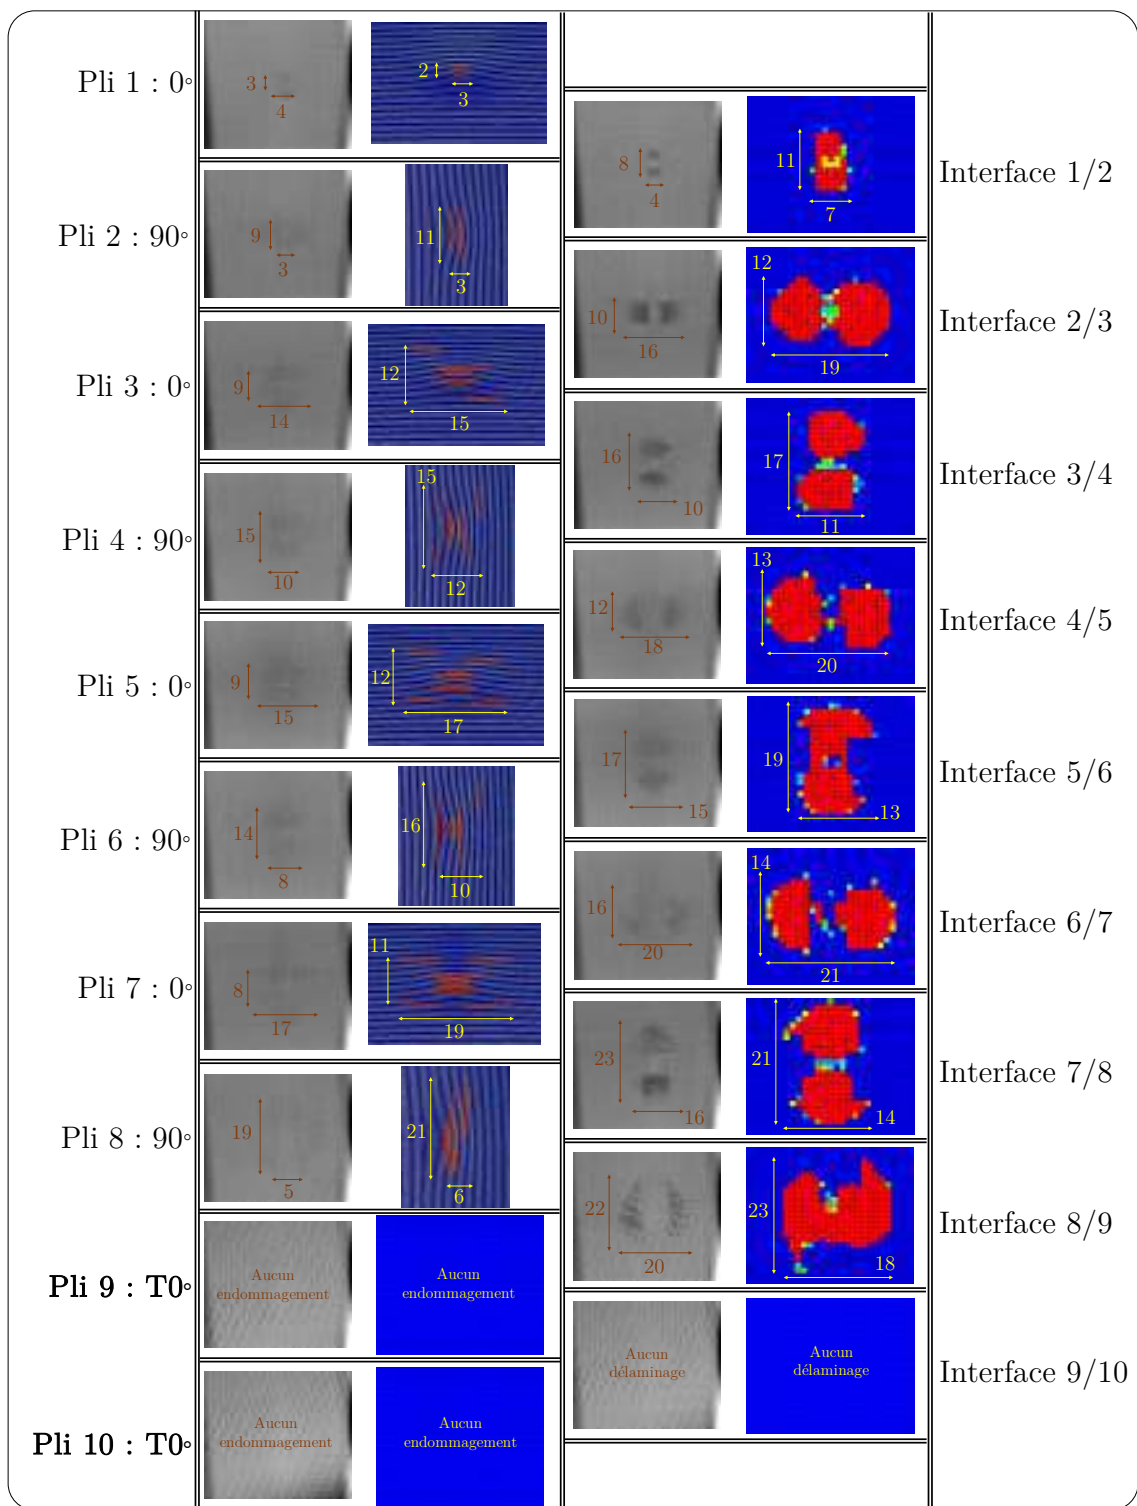 Pli 1 : 0°
3
4
2
3
8
4
11
7
Interface 1/2
Pli 2 : 90°
9
3
11
3
10
16
12
19
Interface 2/3
Pli 3 : 0°
9
14
12
15
16
10
17
11
Interface 3/4
Pli 4 : 90°
15
10
15
12
12
18
13
20
Interface 4/5
Pli 5 : 0°
9
15
12
17
17
15
19
13
Interface 5/6
Pli 6 : 90°
14
8
16
10
16
20
14
21
Interface 6/7
Pli 7 : 0°
8
17
11
19
23
16
21
14
Interface 7/8
Pli 8 : 90°
19
5
21
6
22
20
23
18
Interface 8/9
Pli 9 : T0°
Aucun
endommagement
Aucun
endommagement
Aucun
délaminage
Aucun
délaminage
Interface 9/10
Pli 10 : T0°
Aucun
endommagement
Aucun
endommagement